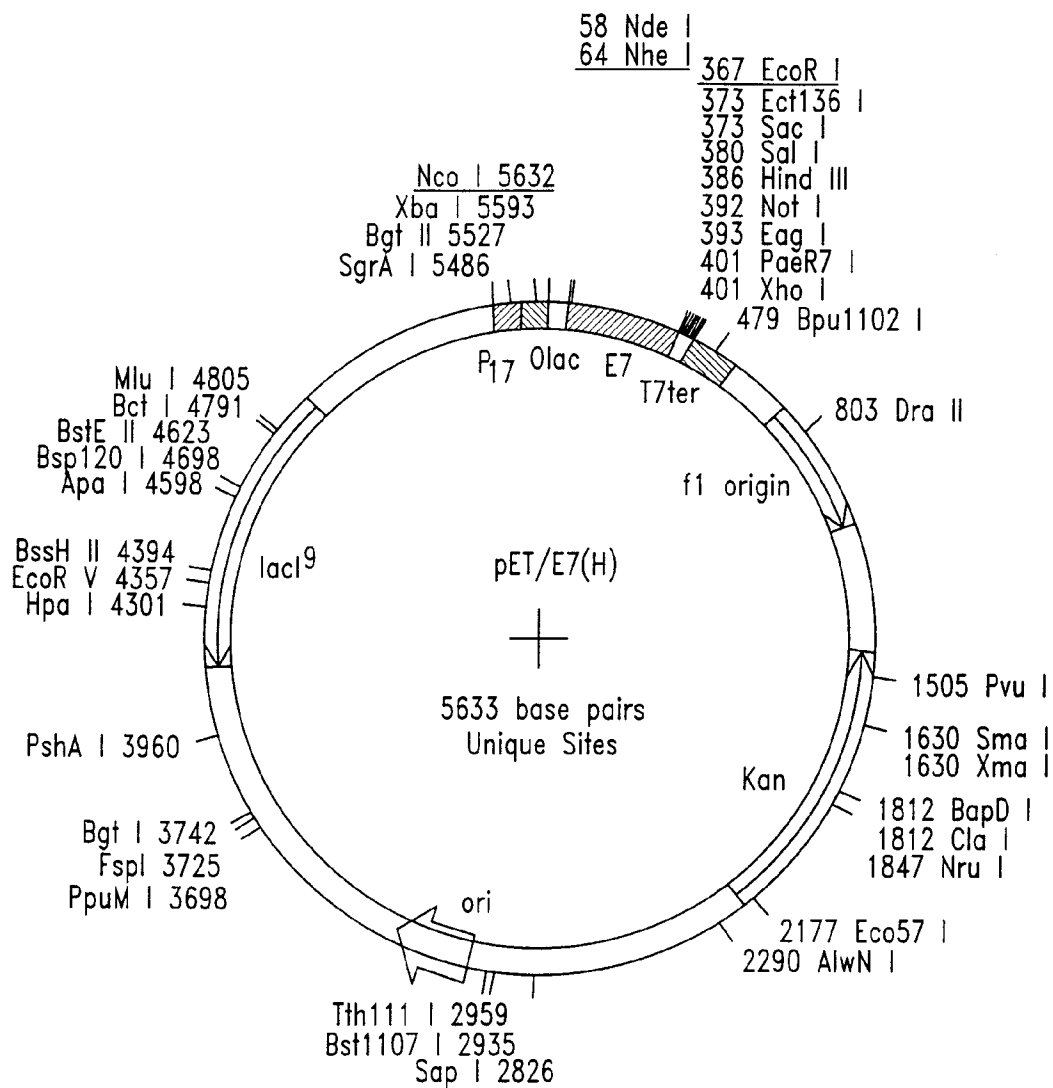 58 Nde I
64 Nhe I
367 EcoR I
373 Ect136 I
373 Sac I
380 Sal I
386 Hind III
392 Not I
393 Eag I
401 PaeR7 I
401 Xho I
479 Bpu1102 I
Nco I 5632
Xba I 5593
Bgt II 5527
SgrA I 5486
P17 Olac E7 T7ter
803 Dra II
f1 origin
Mlu I 4805
Bct I 4791
BstE II 4623
Bsp120 I 4698
Apa I 4598
BssH II 4394
EcoR V 4357
Hpa I 4301
lacI9
pET/E7(H)
5633 base pairs
Unique Sites
1505 Pvu I
1630 Sma I
1630 Xma I
Kan
1812 BapD I
1812 Cla I
1847 Nru I
PshA I 3960
Bgt I 3742
FspI 3725
PpuM I 3698
ori
2177 Eco57 I
2290 AlwN I
Tth111 I 2959
Bst1107 I 2935
Sap I 2826